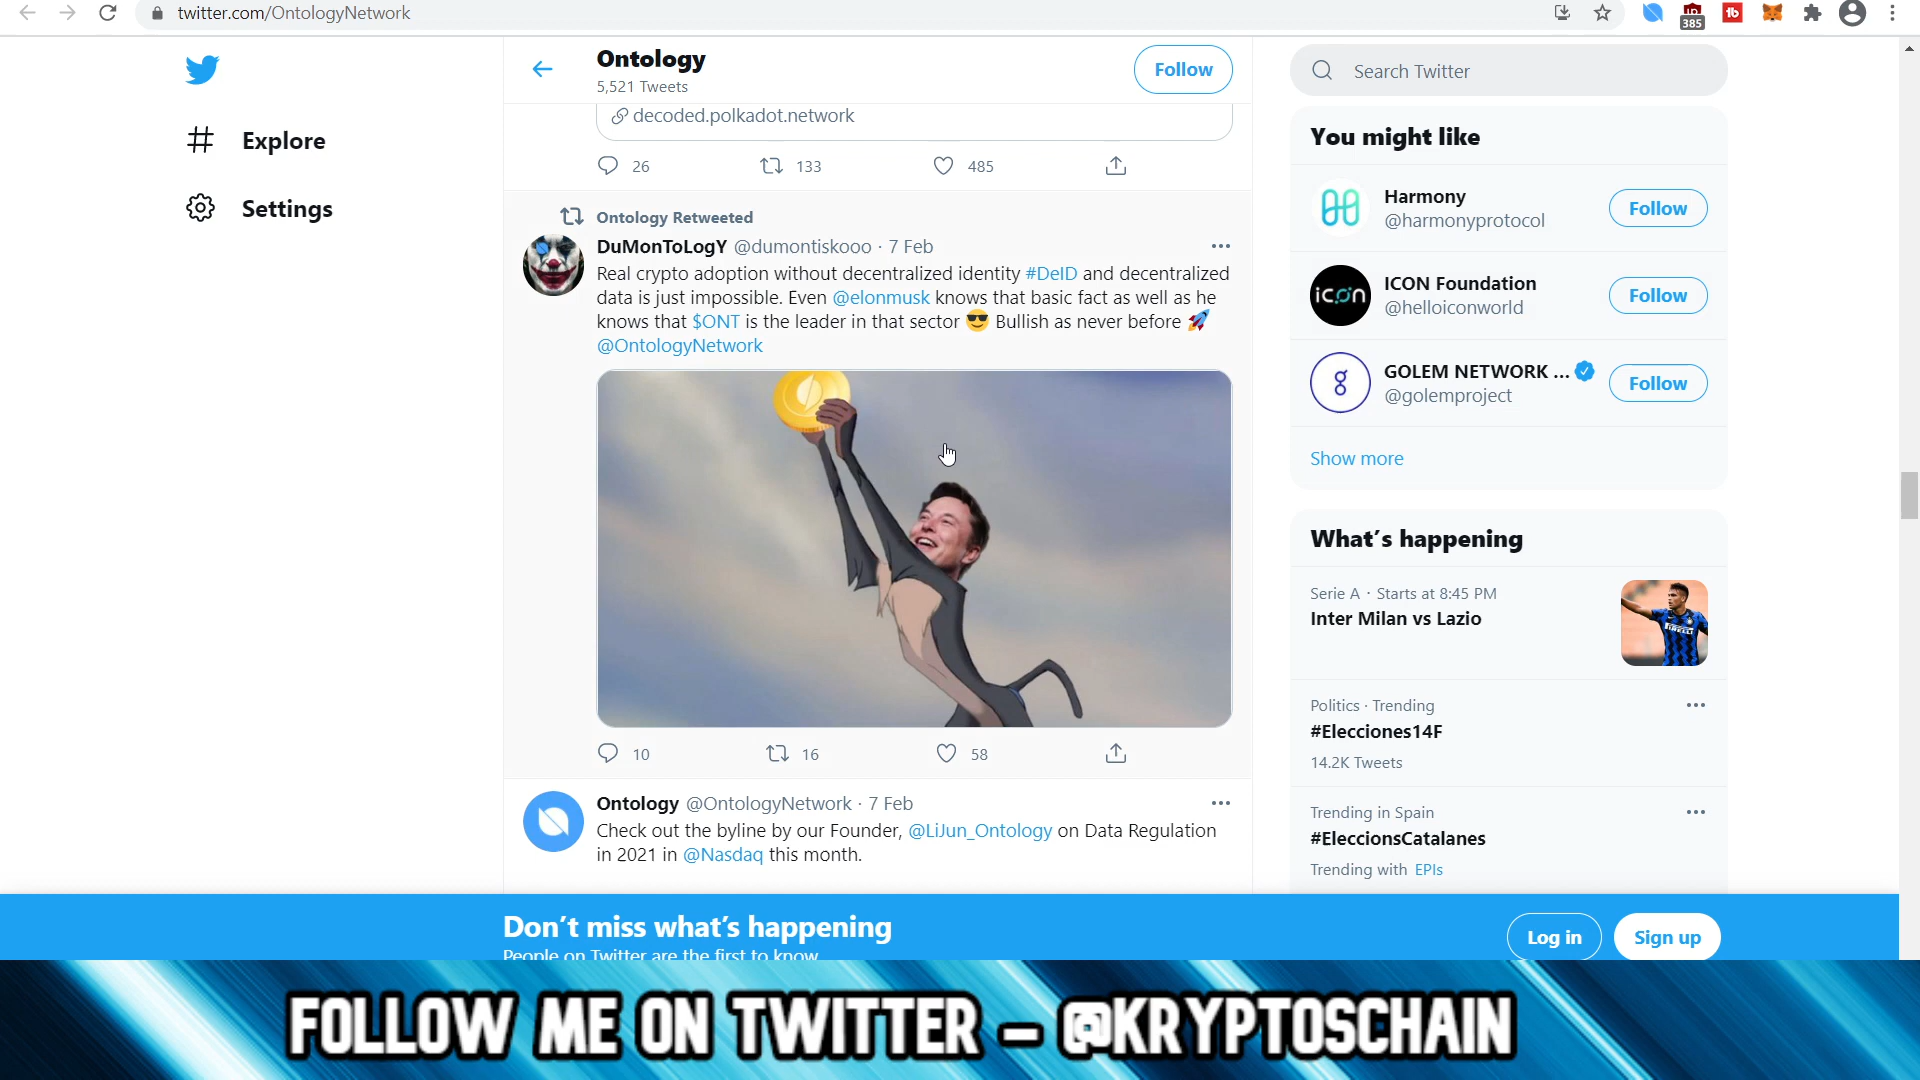 twitter.com/OntologyNetwork
385
Ontology
5,521 Tweets
Follow
Search Twitter
Explore
Settings
decoded.polkadot.network
26 133 485
Ontology Retweeted
DuMonToLogY @dumontiskooo · 7 Feb
Real crypto adoption without decentralized identity #DeID and decentralized
data is just impossible. Even @elonmusk knows that basic fact as well as he
knows that $ONT is the leader in that sector 😎 Bullish as never before 🚀
@OntologyNetwork
10 16 58
Ontology @OntologyNetwork · 7 Feb
Check out the byline by our Founder, @LiJun_Ontology on Data Regulation
in 2021 in @Nasdaq this month.
You might like
Harmony
@harmonyprotocol
Follow
icon
ICON Foundation
@helloiconworld
Follow
GOLEM NETWORK ...
@golemproject
Follow
Show more
What's happening
Serie A · Starts at 8:45 PM
Inter Milan vs Lazio
IRELLI
Politics · Trending
#Elecciones14F
14.2K Tweets
Trending in Spain
#EleccionsCatalanes
Trending with EPIs
Don't miss what's happening
People on Twitter are the first to know.
Log in
Sign up
FOLLOW ME ON TWITTER – @KRYPTOSCHAIN